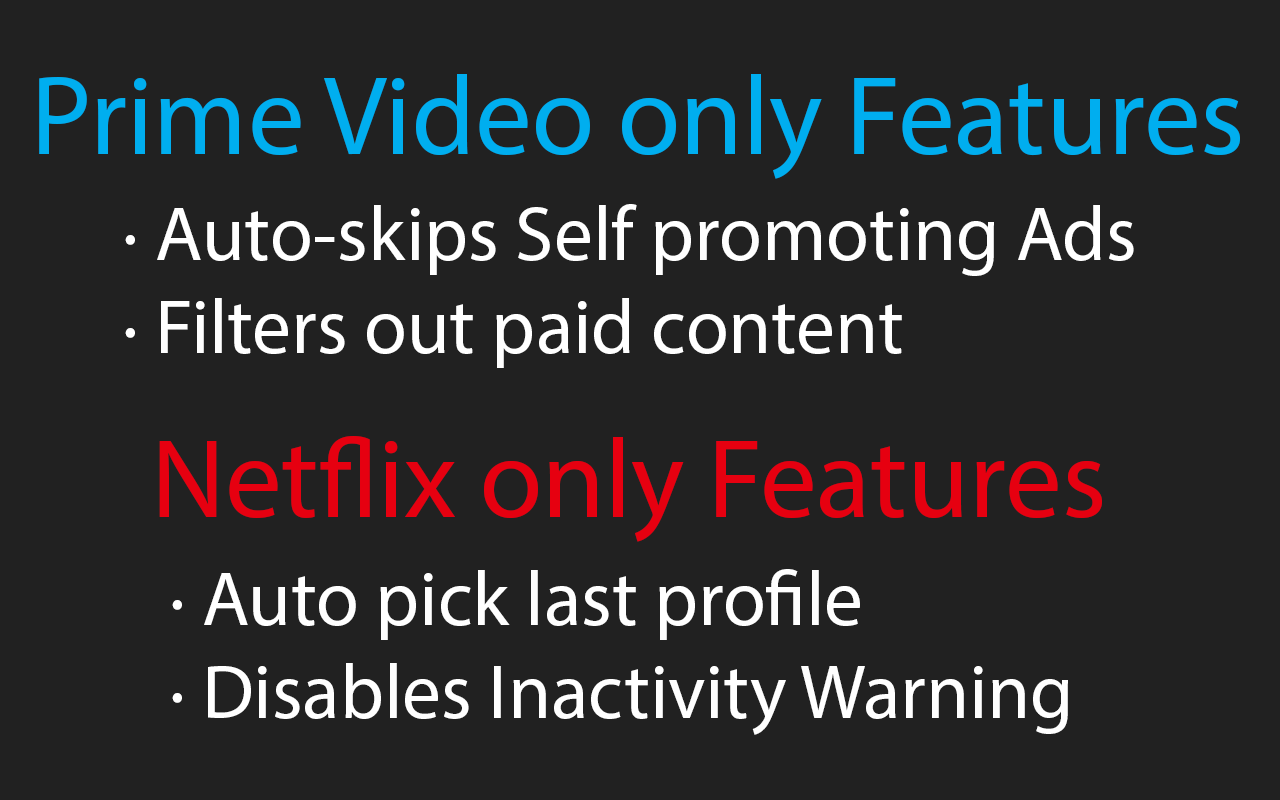 Prime Video only Features
· Auto-skips Self promoting Ads
· Filters out paid content
Netflix only Features
· Auto pick last profile
· Disables Inactivity Warning